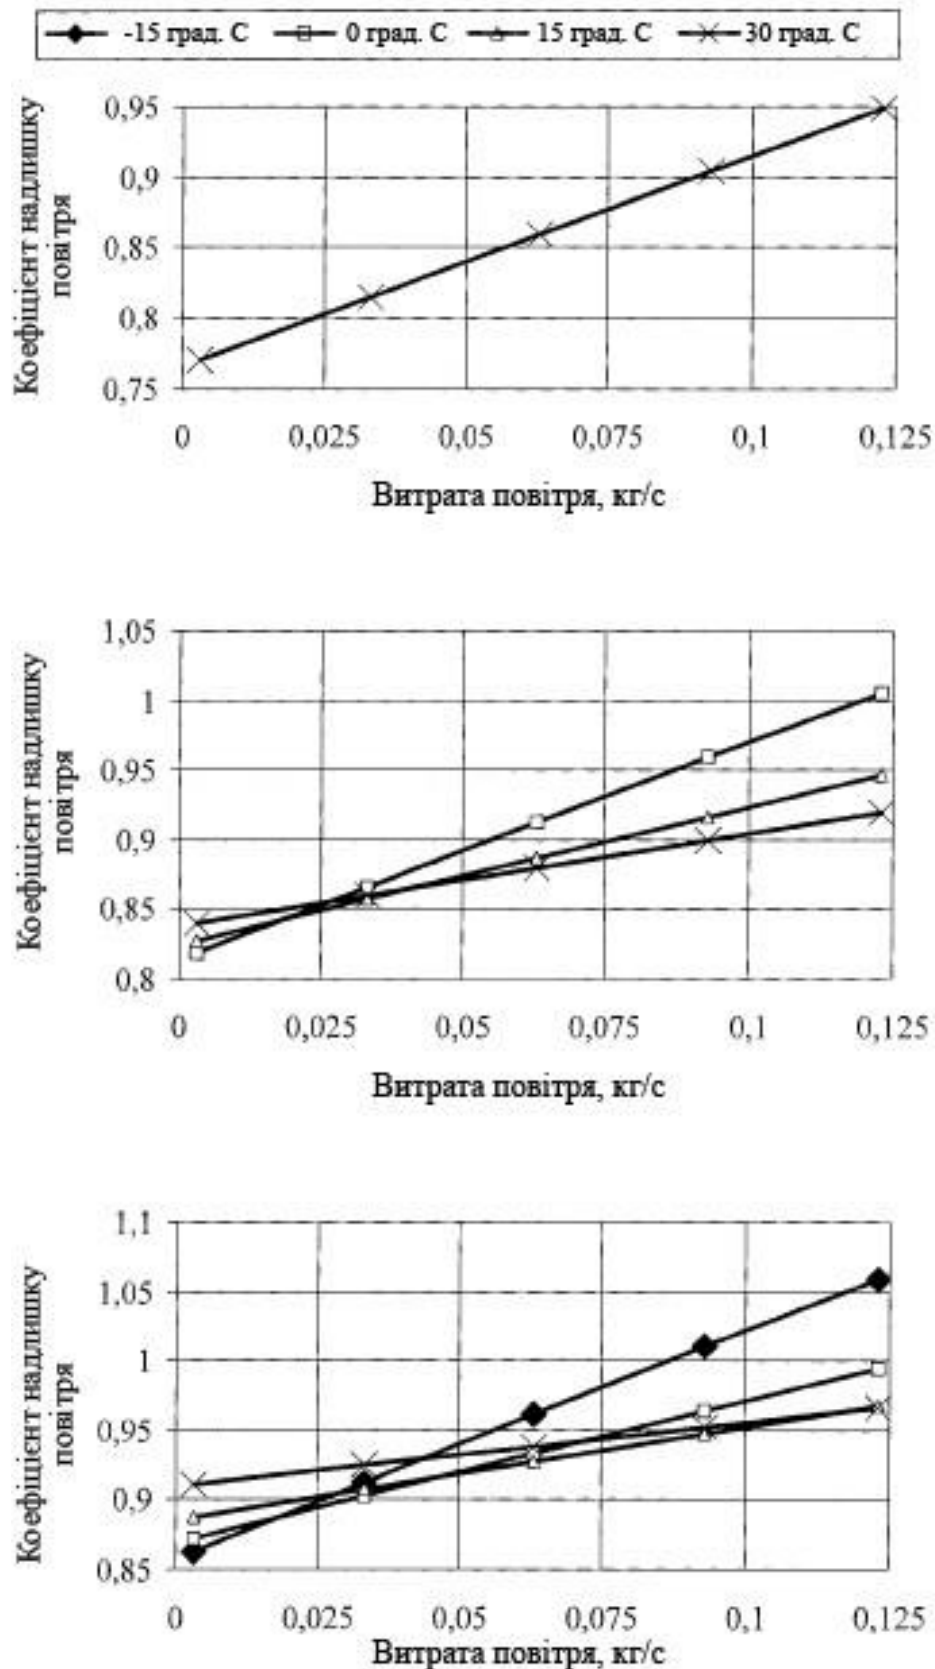 -15 град. С 0 град. С 15 град. С 30 град. С
Коефіцієнт надлишку
повітря
0,95
0,9
0,85
0,8
0,75
0 0,025 0,05 0,075 0,1 0,125
Витрата повітря, кг/с
Коефіцієнт надлишку
повітря
1,05
1
0,95
0,9
0,85
0,8
0 0,025 0,05 0,075 0,1 0,125
Витрата повітря, кг/с
Коефіцієнт надлишку
повітря
1,1
1,05
1
0,95
0,9
0,85
0 0,025 0,05 0,075 0,1 0,125
Витрата повітря, кг/с